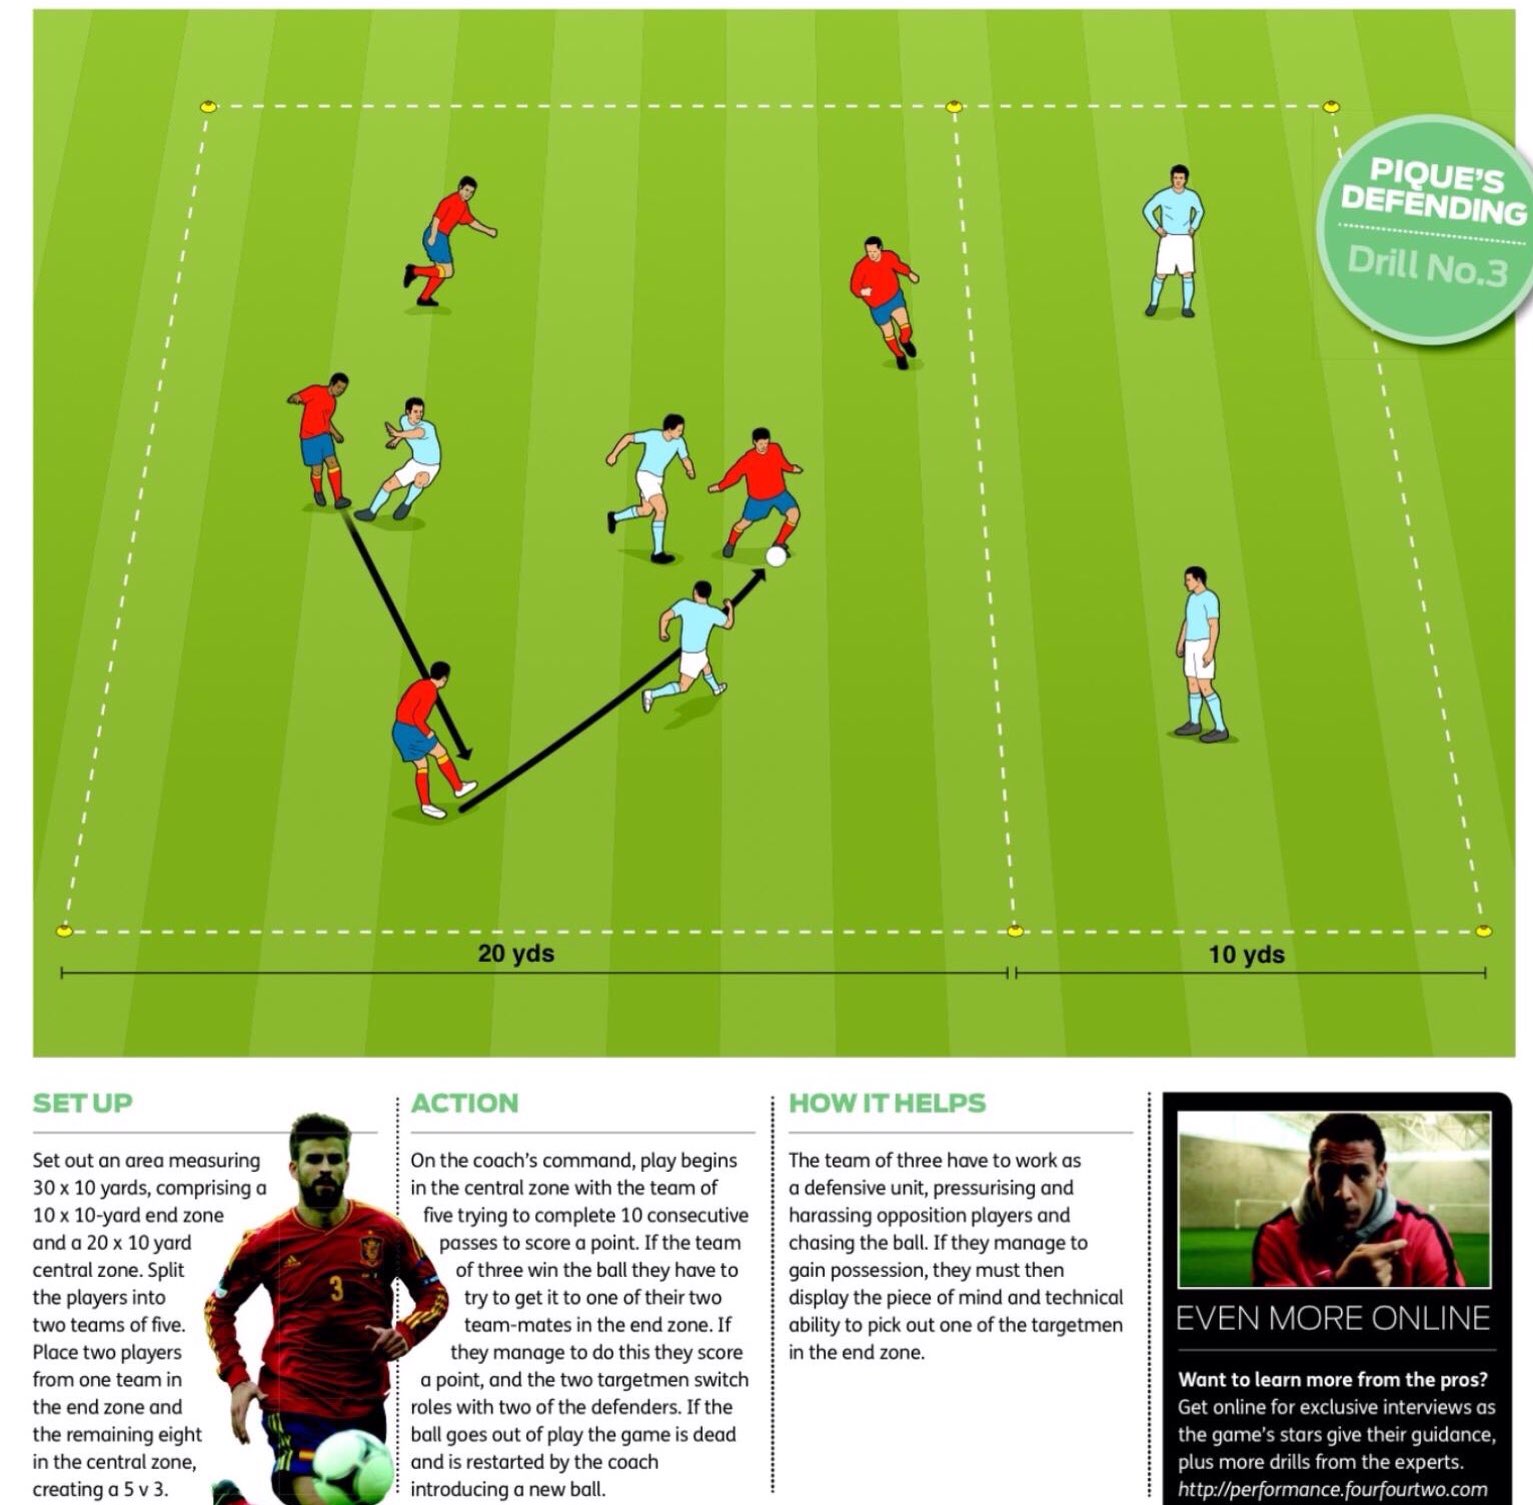 PIQUE'S
DEFENDING
Drill No.3
20 yds
10 yds
SET UP
Set out an area measuring
30 x 10 yards, comprising a
10 x 10-yard end zone
and a 20 x 10 yard
central zone. Split
the players into
two teams of five.
Place two players
from one team in
the end zone and
the remaining eight
in the central zone,
creating a 5 v 3.
3
ACTION
On the coach's command, play begins
in the central zone with the team of
five trying to complete 10 consecutive
passes to score a point. If the team
of three win the ball they have to
try to get it to one of their two
team-mates in the end zone. If
they manage to do this they score
a point, and the two targetmen switch
roles with two of the defenders. If the
ball goes out of play the game is dead
and is restarted by the coach
introducing a new ball.
HOW IT HELPS
The team of three have to work as
a defensive unit, pressurising and
harassing opposition players and
chasing the ball. If they manage to
gain possession, they must then
display the piece of mind and technical
ability to pick out one of the targetmen
in the end zone.
EVEN MORE ONLINE
Want to learn more from the pros?
Get online for exclusive interviews as
the game's stars give their guidance,
plus more drills from the experts.
http://performance.fourfourtwo.com